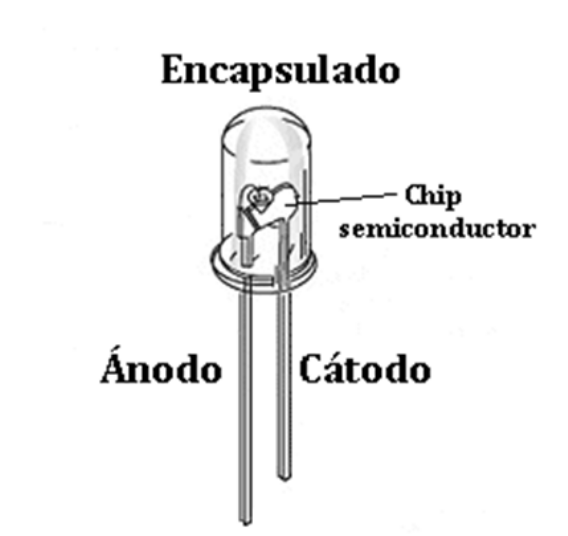 Encapsulado
Chip
semiconductor
Ánodo
Cátodo